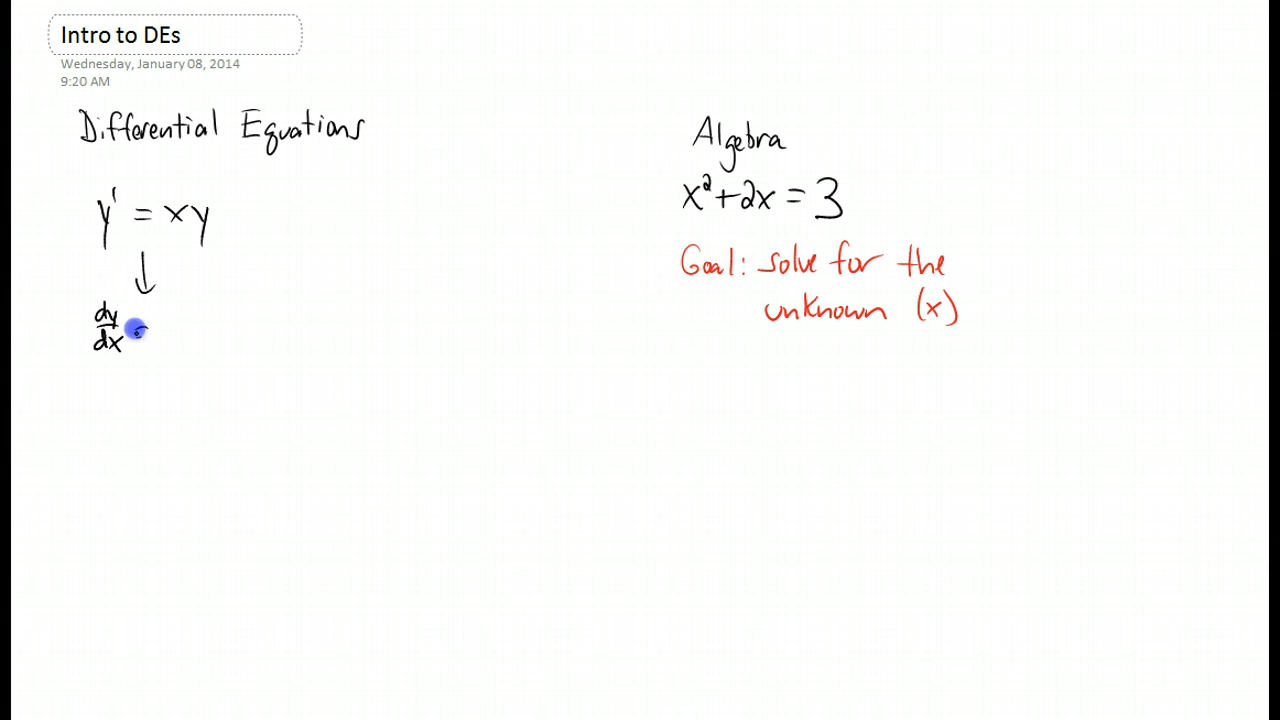 Intro to DEs
Wednesday, January 08, 2014
9:20 AM
Differential Equations
y' = xy
↓
dy/dx =
Algebra
x²+2x = 3
Goal: solve for the
unknown (x)